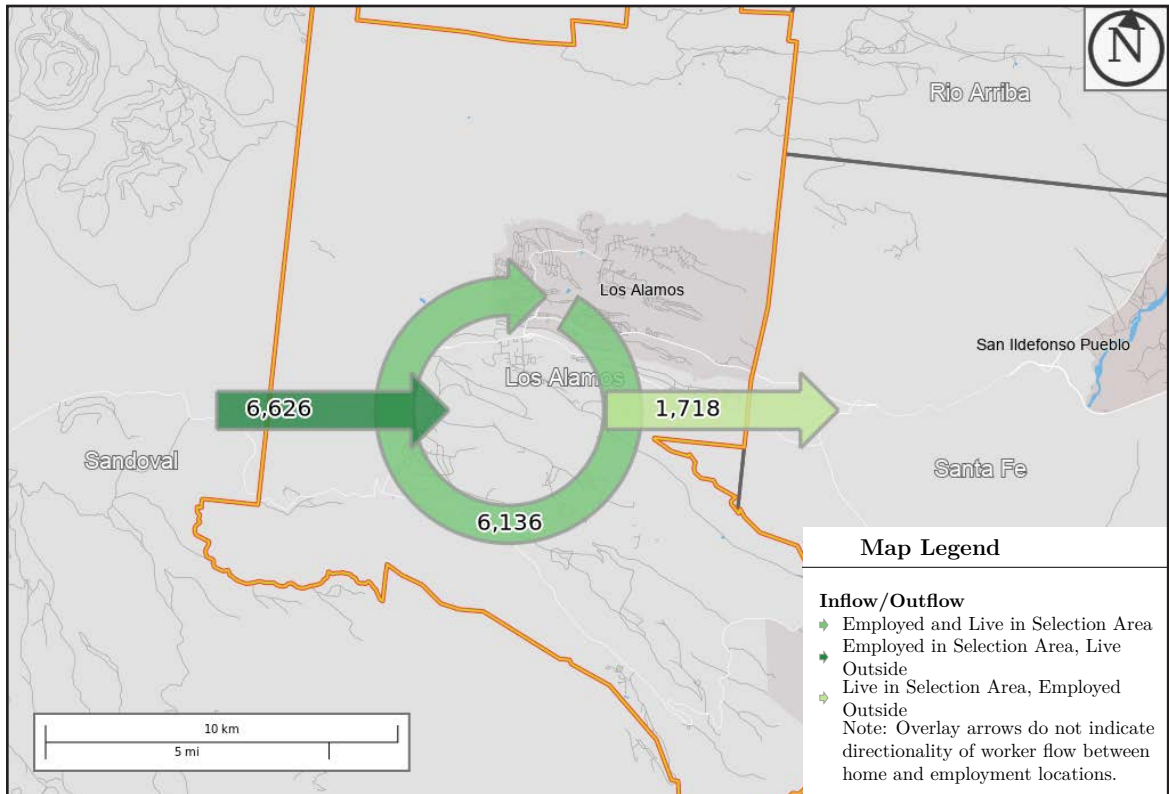 N
Rio Arriba
Los Alamos
San Ildefonso Pueblo
Los Alamos
6,626
1,718
Sandoval
Santa Fe
6,136
Map Legend
Inflow/Outflow
Employed and Live in Selection Area
Employed in Selection Area, Live
Outside
Live in Selection Area, Employed
Outside
Note: Overlay arrows do not indicate
directionality of worker flow between
home and employment locations.
10 km
5 mi